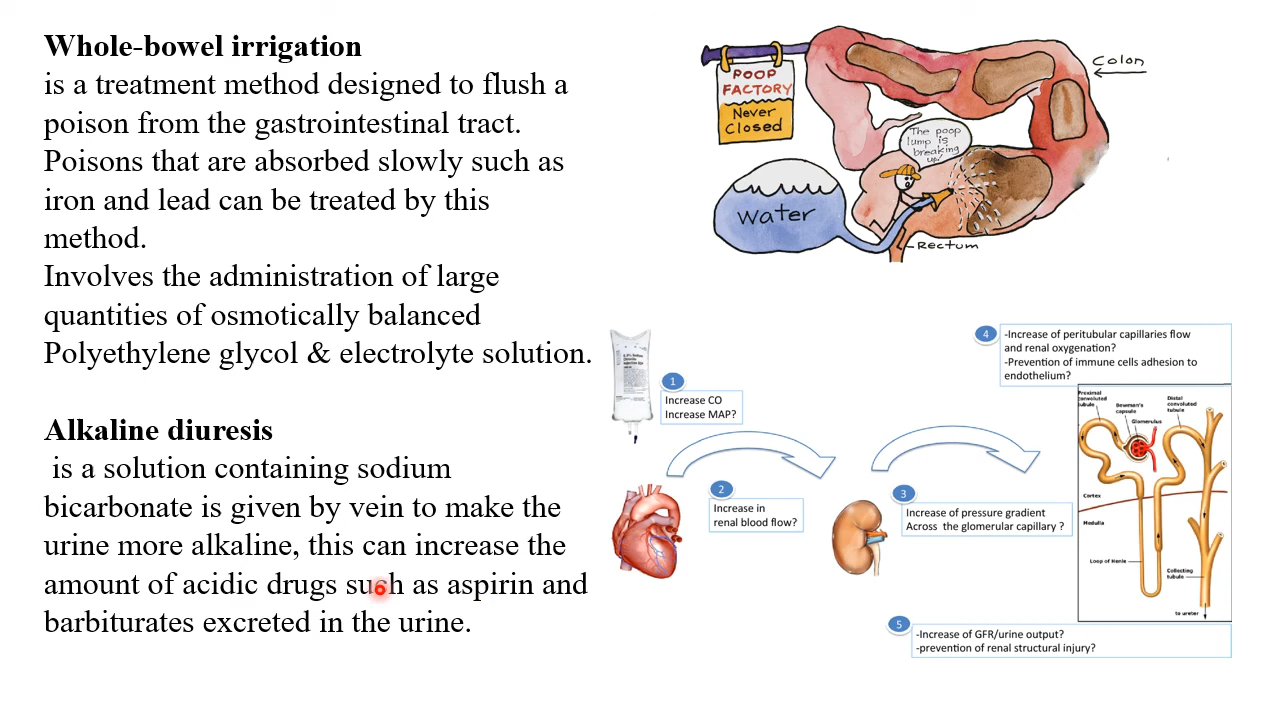 Whole-bowel irrigation
is a treatment method designed to flush a
poison from the gastrointestinal tract.
Poisons that are absorbed slowly such as
iron and lead can be treated by this
method.
Involves the administration of large
quantities of osmotically balanced
Polyethylene glycol & electrolyte solution.
Alkaline diuresis
is a solution containing sodium
bicarbonate is given by vein to make the
urine more alkaline, this can increase the
amount of acidic drugs such as aspirin and
barbiturates excreted in the urine.
POOP
FACTORY
Never
Closed
Colon
The poop
lump is
breaking
up!
water
Rectum
1
Increase CO
Increase MAP?
2
Increase in
renal blood flow?
3
Increase of pressure gradient
Across the glomerular capillary ?
4
-Increase of peritubular capillaries flow
and renal oxygenation?
-Prevention of immune cells adhesion to
endothelium?
Proximal
convoluted
tubule
Bowman's
capsule
Glomerulus
Distal
convoluted
tubule
Cortex
Medulla
Loop of Henle
Collecting
tubule
to ureter
5
-Increase of GFR/urine output?
-prevention of renal structural injury?